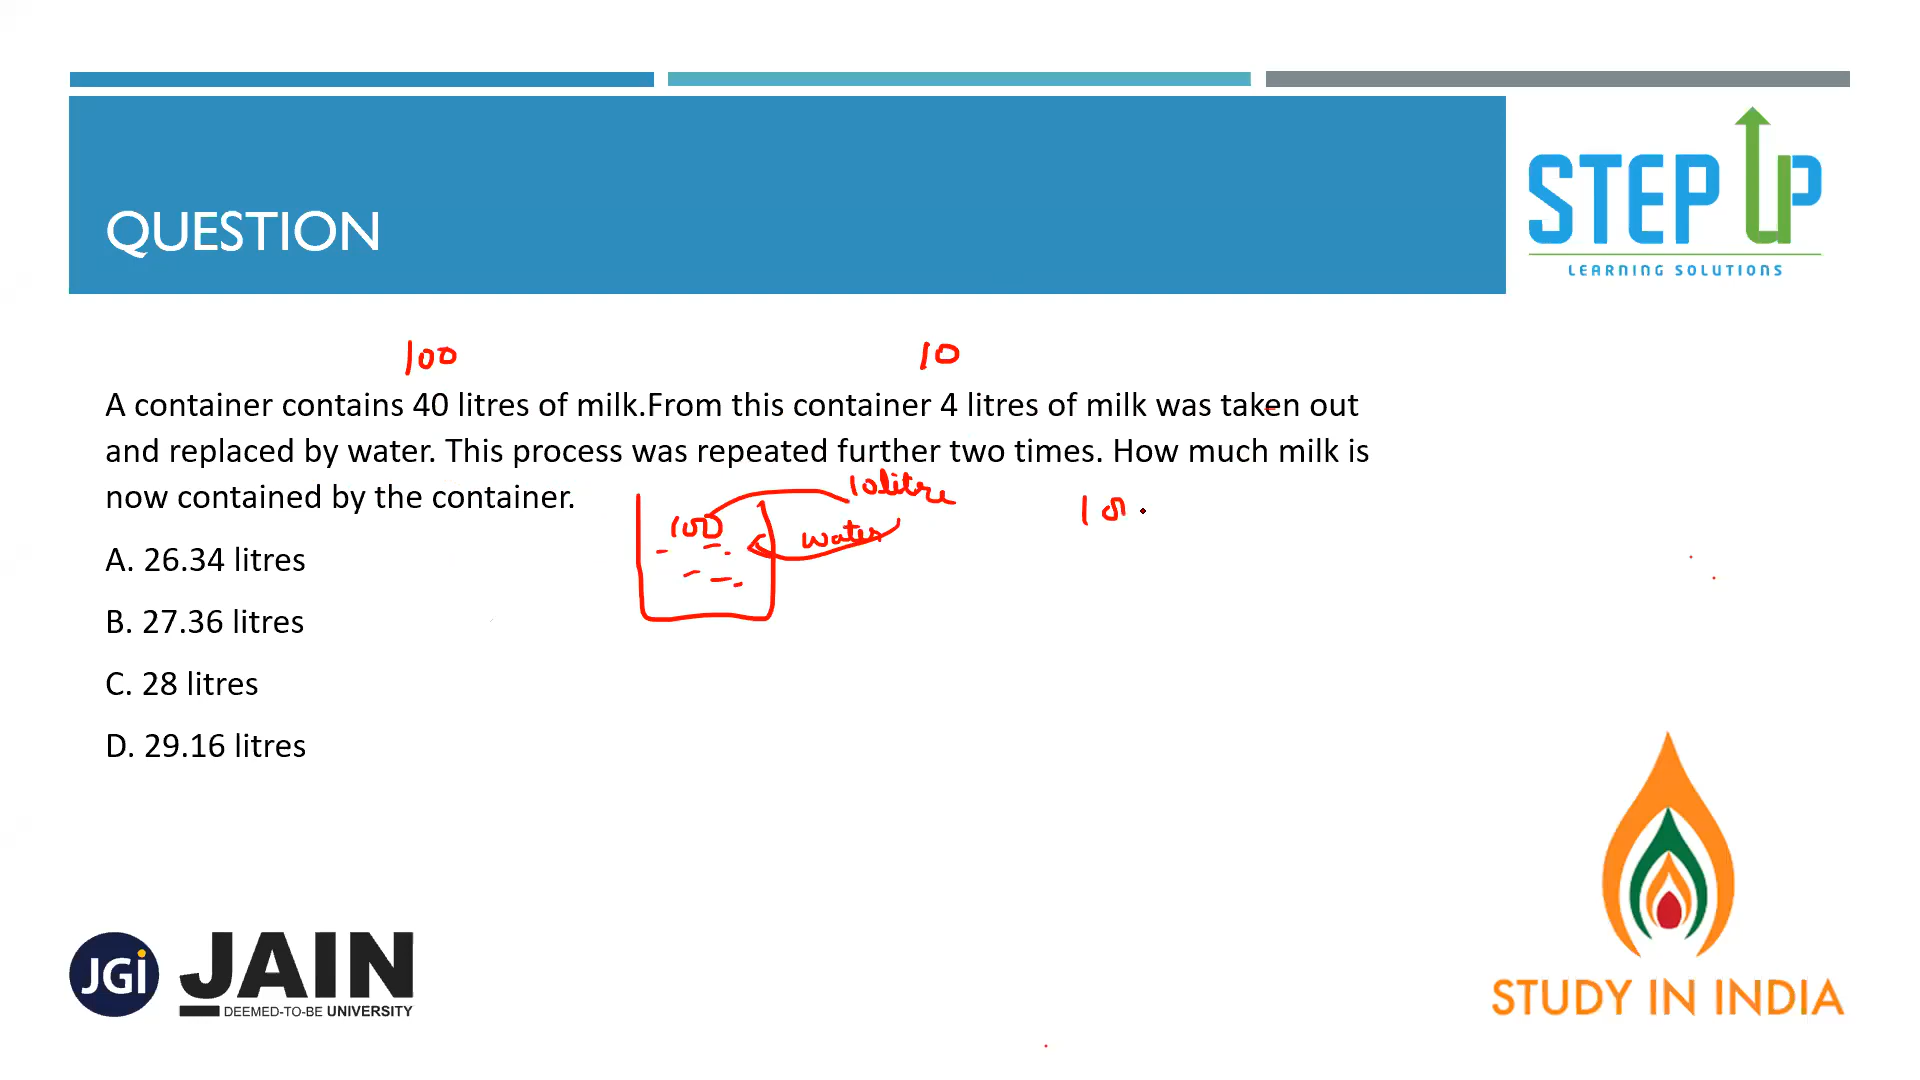 STEP UP
LEARNING SOLUTIONS
QUESTION
100 10
A container contains 40 litres of milk.From this container 4 litres of milk was taken out
and replaced by water. This process was repeated further two times. How much milk is
now contained by the container.
10 litre
100
water
10
A. 26.34 litres
B. 27.36 litres
C. 28 litres
D. 29.16 litres
JGi JAIN
DEEMED-TO-BE UNIVERSITY
STUDY IN INDIA